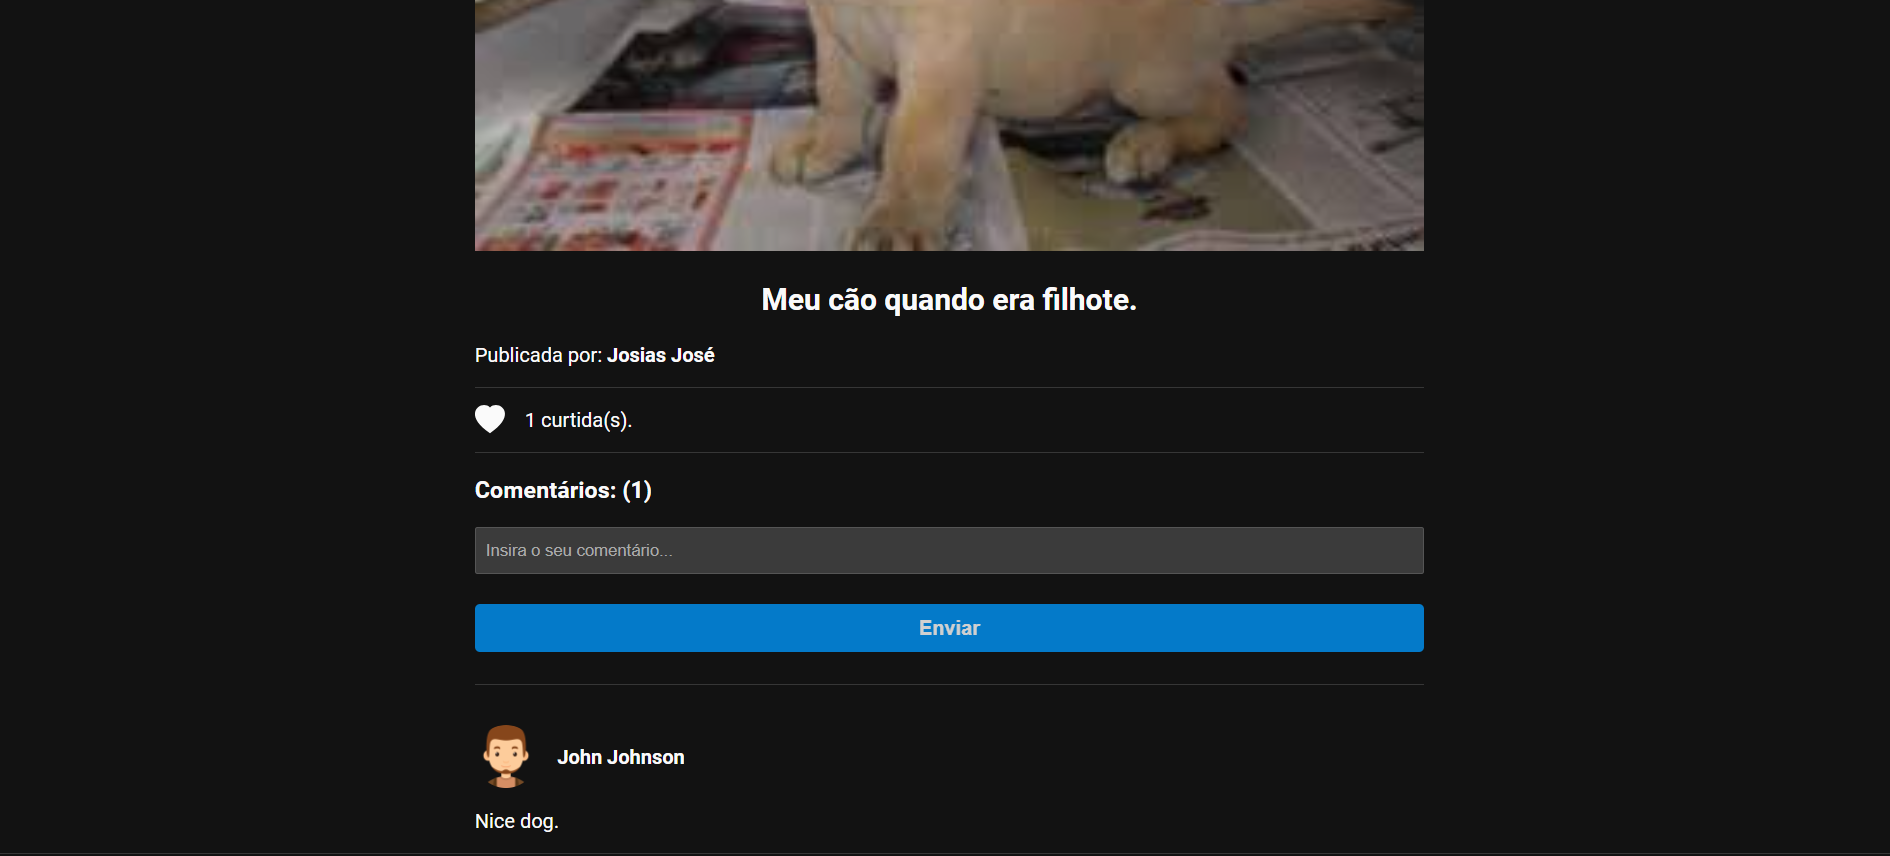 Meu cão quando era filhote.
Publicada por: Josias José
1 curtida(s).
Comentários: (1)
Insira o seu comentário...
Enviar
John Johnson
Nice dog.